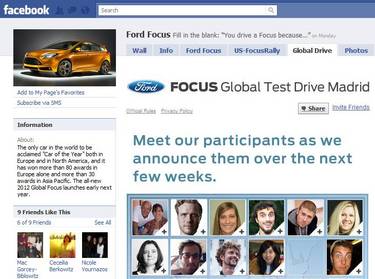 facebook
Search
Ford Focus Fill in the blank: "You drive a Focus because..." on Monday
Wall Info Ford Focus US-FocusRally Global Drive Photos
Add to My Page's Favorites
Subscribe via SMS
Ford
FOCUS Global Test Drive Madrid
Share Invite Friends
Official Rules Privacy Policy
Information
About:
The only car in the world to be
acclaimed "Car of the Year" both in
Europe and in North America, and it
has won more than 80 awards in
Europe alone and more than 30
awards in Asia Pacific. The all-new
2012 Global Focus launches early next
year.
Meet our participants as we
announce them over the next
few weeks.
9 Friends Like This
6 of 9 Friends See All
Mac
Gorcey-
Biblowitz
Cecelia
Berkowitz
Nicole
Yournazos